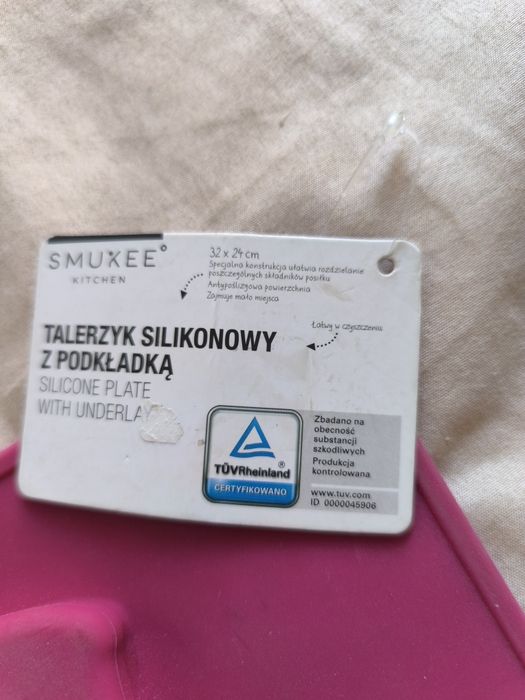 SMUKEE°
KITCHEN
32 x 24 cm
Specjalna konstrukcja ułatwia rozdzielanie
poszczególnych składników posiłku
Antypoślizgowa powierzchnia
Zajmuje mało miejsca
Łatwy w czyszczeniu
TALERZYK SILIKONOWY
Z PODKŁADKĄ
SILICONE PLATE
WITH UNDERLAY
TÜVRheinland®
CERTYFIKOWANO
Zbadano na
obecność
substancji
szkodliwych
Produkcja
kontrolowana
www.tuv.com
ID 0000045906